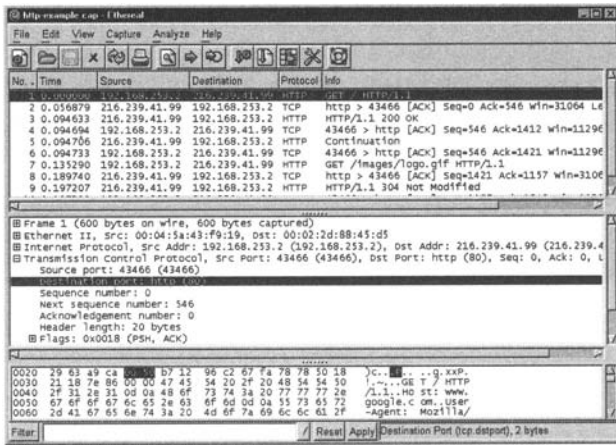 http-example.cap - Ethereal
File Edit View Capture Analyze Help
No. Time Source Destination Protocol Info
1 0.000000 192.168.253.2 216.239.41.99 HTTP GET / HTTP/1.1
2 0.056879 216.239.41.99 192.168.253.2 TCP http > 43466 [ACK] Seq=0 Ack=546 Win=31064 Le
3 0.094633 216.239.41.99 192.168.253.2 HTTP HTTP/1.1 200 OK
4 0.094694 192.168.253.2 216.239.41.99 TCP 43466 > http [ACK] Seq=546 Ack=1412 Win=11296
5 0.094706 216.239.41.99 192.168.253.2 HTTP Continuation
6 0.094733 192.168.253.2 216.239.41.99 TCP 43466 > http [ACK] Seq=546 Ack=1421 Win=11296
7 0.135290 192.168.253.2 216.239.41.99 HTTP GET /images/logo.gif HTTP/1.1
8 0.189740 216.239.41.99 192.168.253.2 TCP http > 43466 [ACK] Seq=1421 Ack=1157 Win=3106
9 0.197207 216.239.41.99 192.168.253.2 HTTP HTTP/1.1 304 Not Modified
Frame 1 (600 bytes on wire, 600 bytes captured)
Ethernet II, Src: 00:04:5a:43:f9:19, Dst: 00:02:2d:88:45:d5
Internet Protocol, Src Addr: 192.168.253.2 (192.168.253.2), Dst Addr: 216.239.41.99 (216.239.4
Transmission Control Protocol, Src Port: 43466 (43466), Dst Port: http (80), Seq: 0, Ack: 0, L
Source port: 43466 (43466)
Destination port: http (80)
Sequence number: 0
Next sequence number: 546
Acknowledgement number: 0
Header length: 20 bytes
Flags: 0x0018 (PSH, ACK)
0020 29 63 a9 ca 00 50 b7 12 96 c2 67 fa 78 78 50 18 )c...P.. ..g.xxP.
0030 21 18 7e 86 00 00 47 45 54 20 2f 20 48 54 54 50 !.~...GE T / HTTP
0040 2f 31 2e 31 0d 0a 48 6f 73 74 3a 20 77 77 77 2e /1.1..Ho st: www.
0050 67 6f 6f 67 6c 65 2e 63 6f 6d 0d 0a 55 73 65 72 google.c om..User
0060 2d 41 67 65 6e 74 3a 20 4d 6f 7a 69 6c 6c 61 2f -Agent: Mozilla/
Filter: / Reset Apply Destination Port (tcp.dstport), 2 bytes